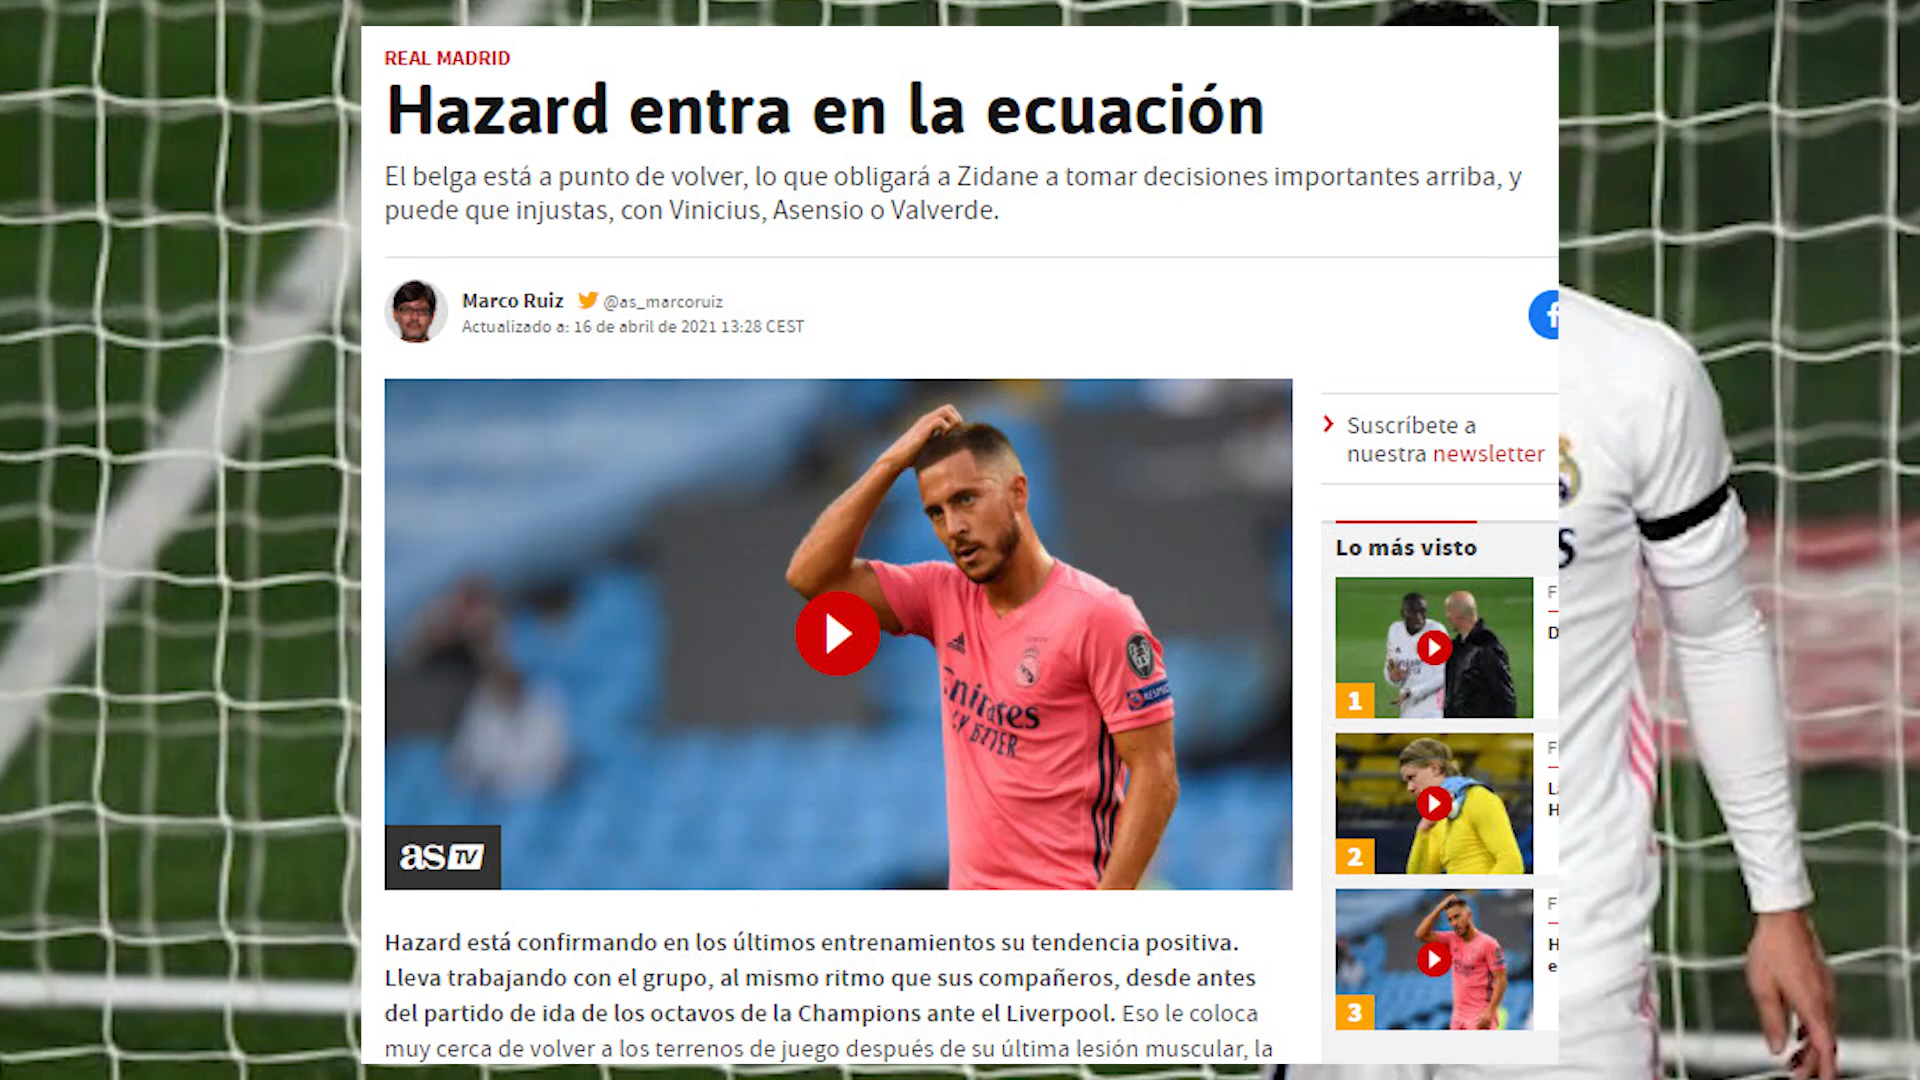 REAL MADRID
Hazard entra en la ecuación
El belga está a punto de volver, lo que obligará a Zidane a tomar decisiones importantes arriba, y
puede que injustas, con Vinicius, Asensio o Valverde.
Marco Ruiz @as_marcoruiz
Actualizado a: 16 de abril de 2021 13:28 CEST
Suscríbete a
nuestra newsletter
Lo más visto
F
D
1
F
L
H
2
F
H
e
3
Emirates
FLY BETTER
RESPECT
as TV
Hazard está confirmando en los últimos entrenamientos su tendencia positiva.
Lleva trabajando con el grupo, al mismo ritmo que sus compañeros, desde antes
del partido de ida de los octavos de la Champions ante el Liverpool. Eso le coloca
muy cerca de volver a los terrenos de juego después de su última lesión muscular, la